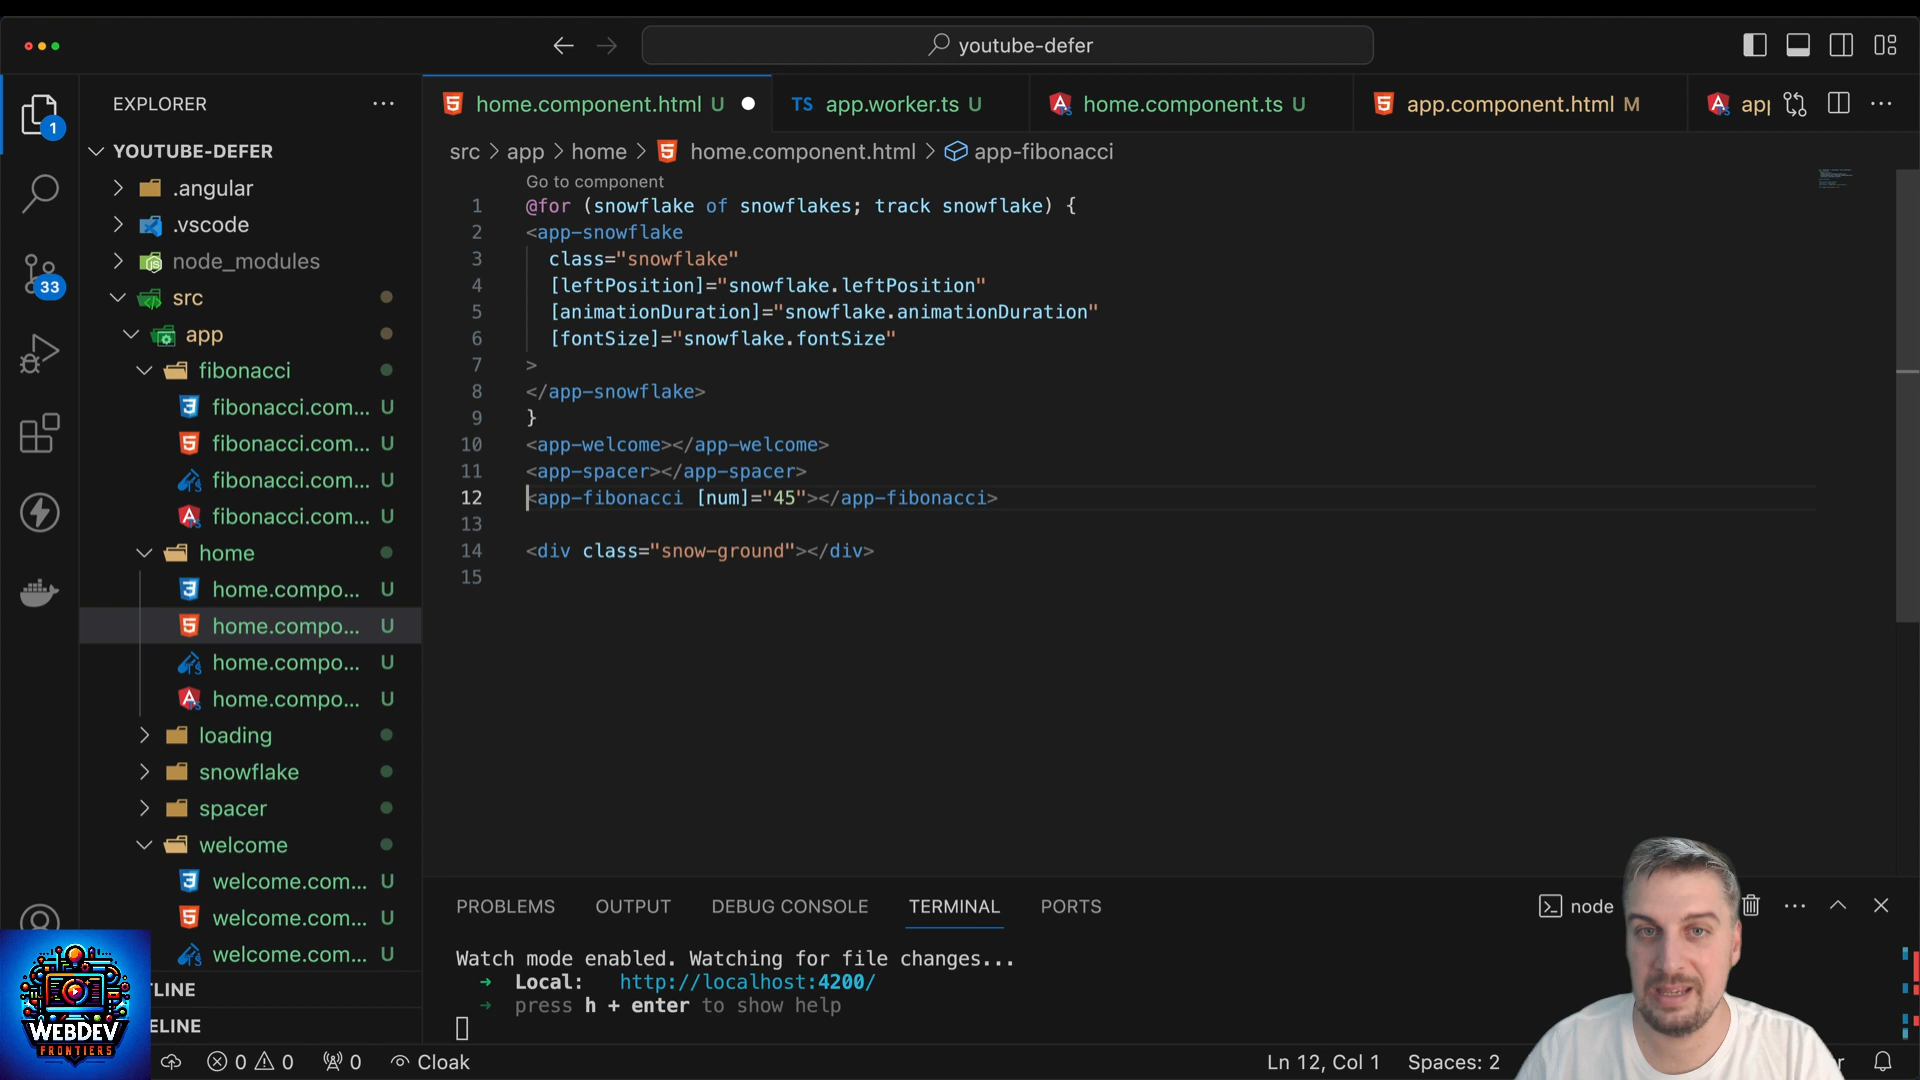 youtube-defer
EXPLORER
home.component.html U
TS app.worker.ts U
home.component.ts U
app.component.html M
1
YOUTUBE-DEFER
src > app > home > home.component.html > app-fibonacci
.angular
.vscode
node_modules
33
src
app
fibonacci
fibonacci.com... U
fibonacci.com... U
fibonacci.com... U
fibonacci.com... U
home
home.compo... U
home.compo... U
home.compo... U
home.compo... U
loading
snowflake
spacer
welcome
welcome.com... U
welcome.com... U
welcome.com... U
Go to component
1 @for (snowflake of snowflakes; track snowflake) {
2 <app-snowflake
3 class="snowflake"
4 [leftPosition]="snowflake.leftPosition"
5 [animationDuration]="snowflake.animationDuration"
6 [fontSize]="snowflake.fontSize"
7 >
8 </app-snowflake>
9 }
10 <app-welcome></app-welcome>
11 <app-spacer></app-spacer>
12 <app-fibonacci [num]="45"></app-fibonacci>
13
14 <div class="snow-ground"></div>
15
PROBLEMS OUTPUT DEBUG CONSOLE TERMINAL PORTS
node
Watch mode enabled. Watching for file changes...
➜ Local: http://localhost:4200/
➜ press h + enter to show help
TLINE
ELINE
WEBDEV
FRONTIERS
0 0 0 Cloak
Ln 12, Col 1 Spaces: 2